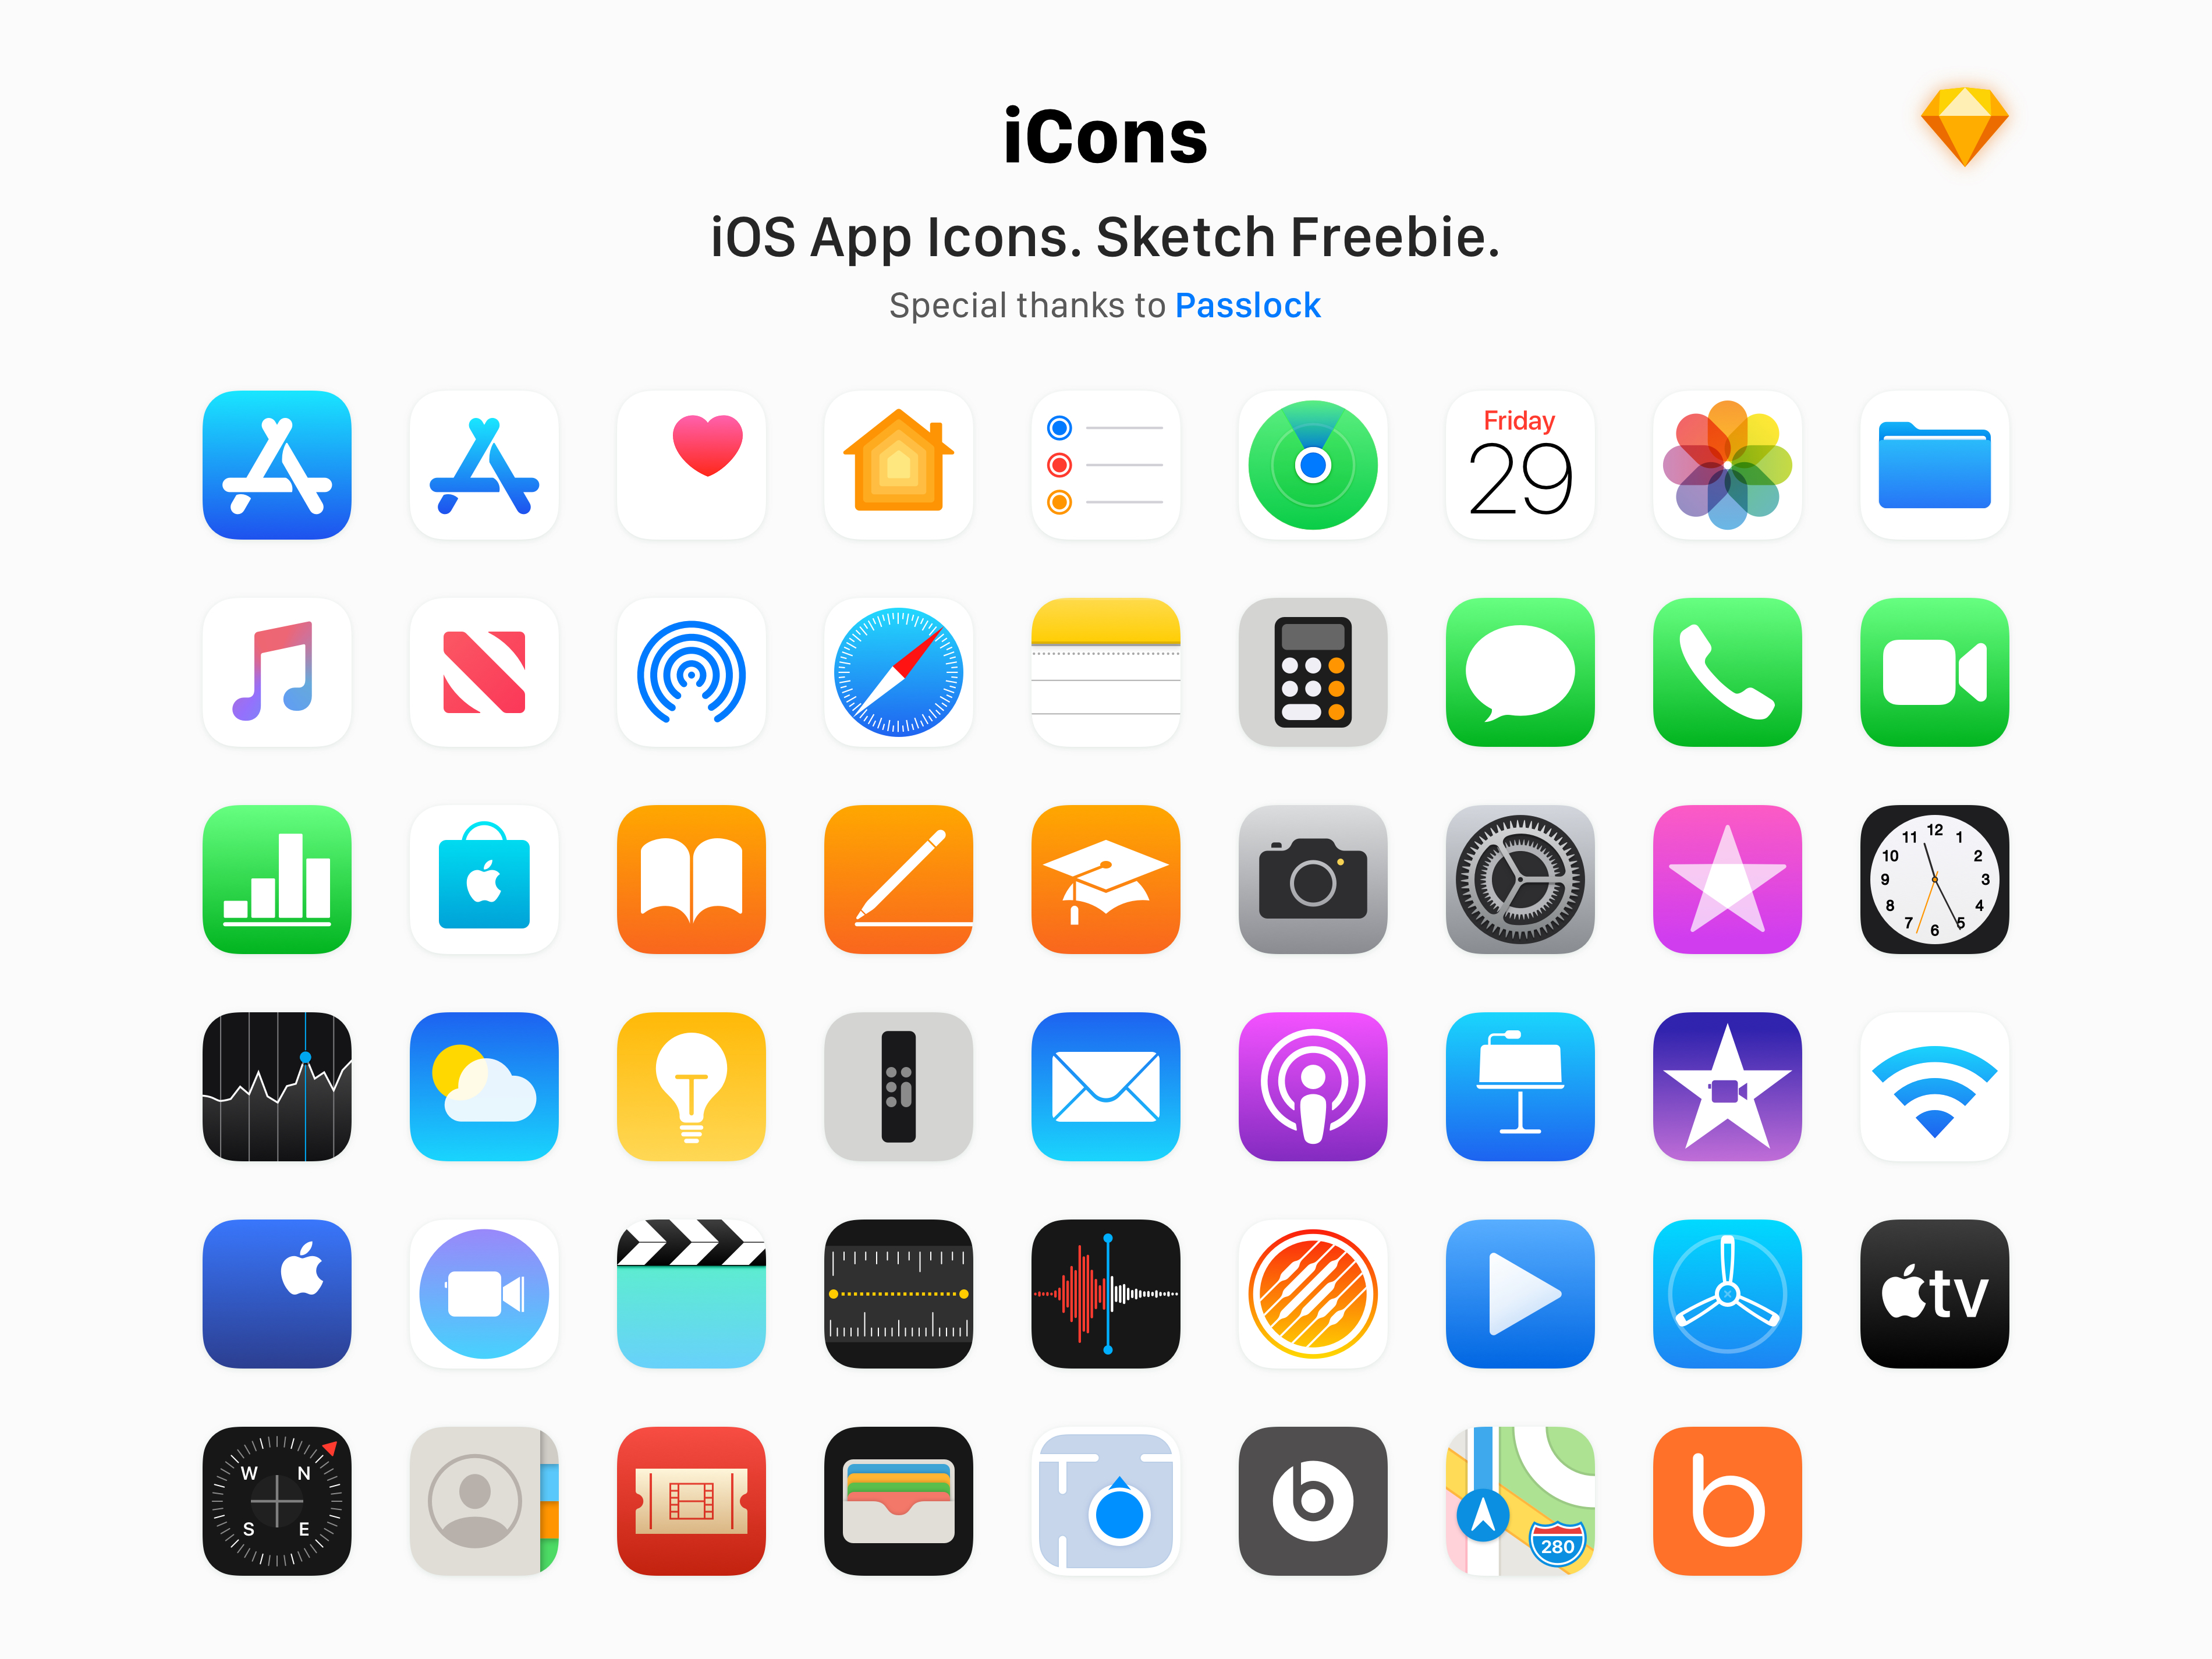 iCons
iOS App Icons. Sketch Freebie.
Special thanks to Passlock
Friday
29
12
11 1
10 2
9 3
8 4
7 5
6
tv
W N
S E
280